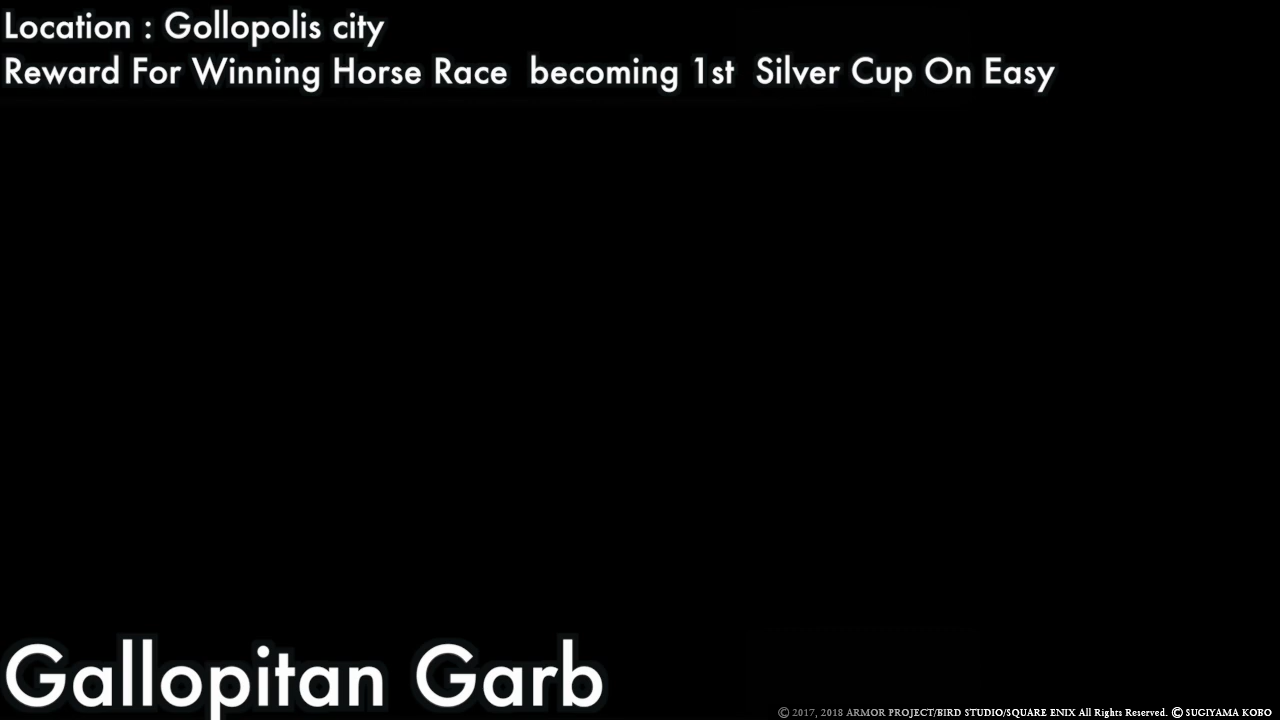 Location : Gollopolis city
Reward For Winning Horse Race  becoming 1st  Silver Cup On Easy
Gallopitan Garb
© 2017, 2018 ARMOR PROJECT/BIRD STUDIO/SQUARE ENIX All Rights Reserved. © SUGIYAMA KOBO